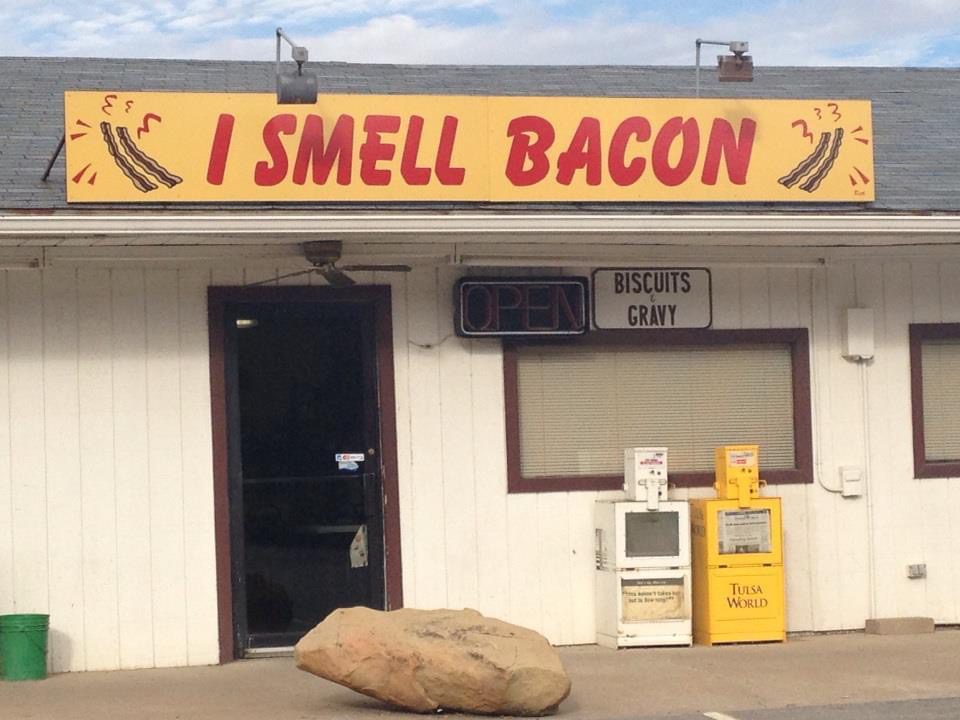 I SMELL BACON
OPEN
BISCUITS
&
GRAVY
TULSA
WORLD